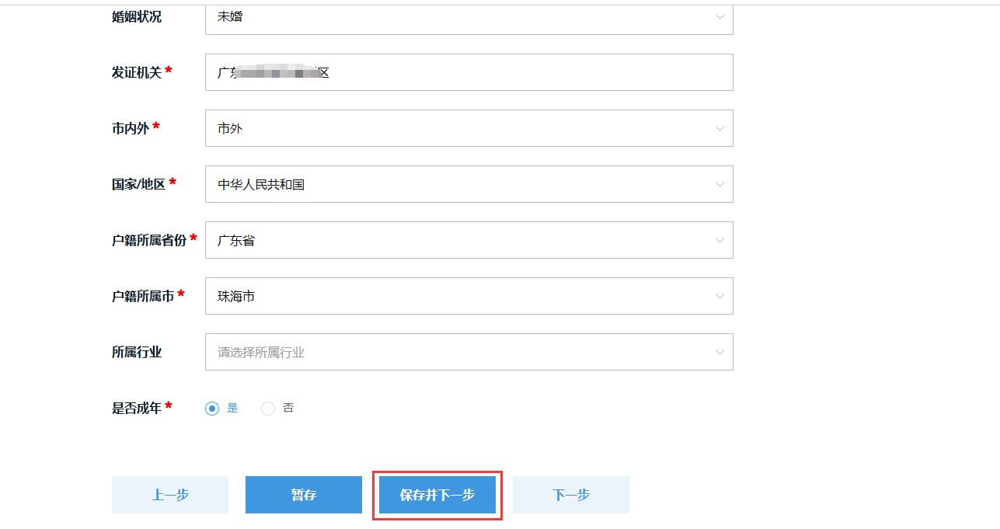 婚姻状况 未婚
发证机关* 广东 区
市内外* 市外
国家/地区* 中华人民共和国
户籍所属省份* 广东省
户籍所属市* 珠海市
所属行业 请选择所属行业
是否成年* 是 否
上一步 暂存 保存并下一步 下一步